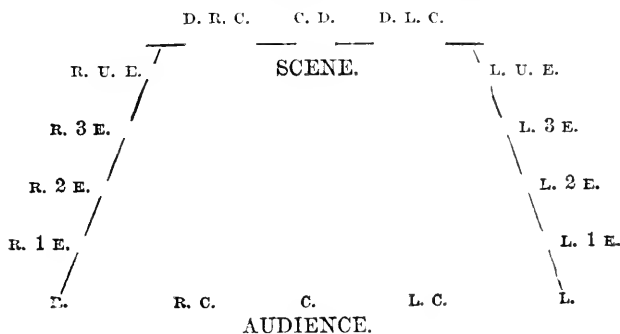 D. R. C. C. D. D. L. C.
R. U. E. SCENE. L. U. E.
R. 3 E. L. 3 E.
R. 2 E. L. 2 E.
R. 1 E. L. 1 E.
R. R. C. C. L. C. L.
AUDIENCE.